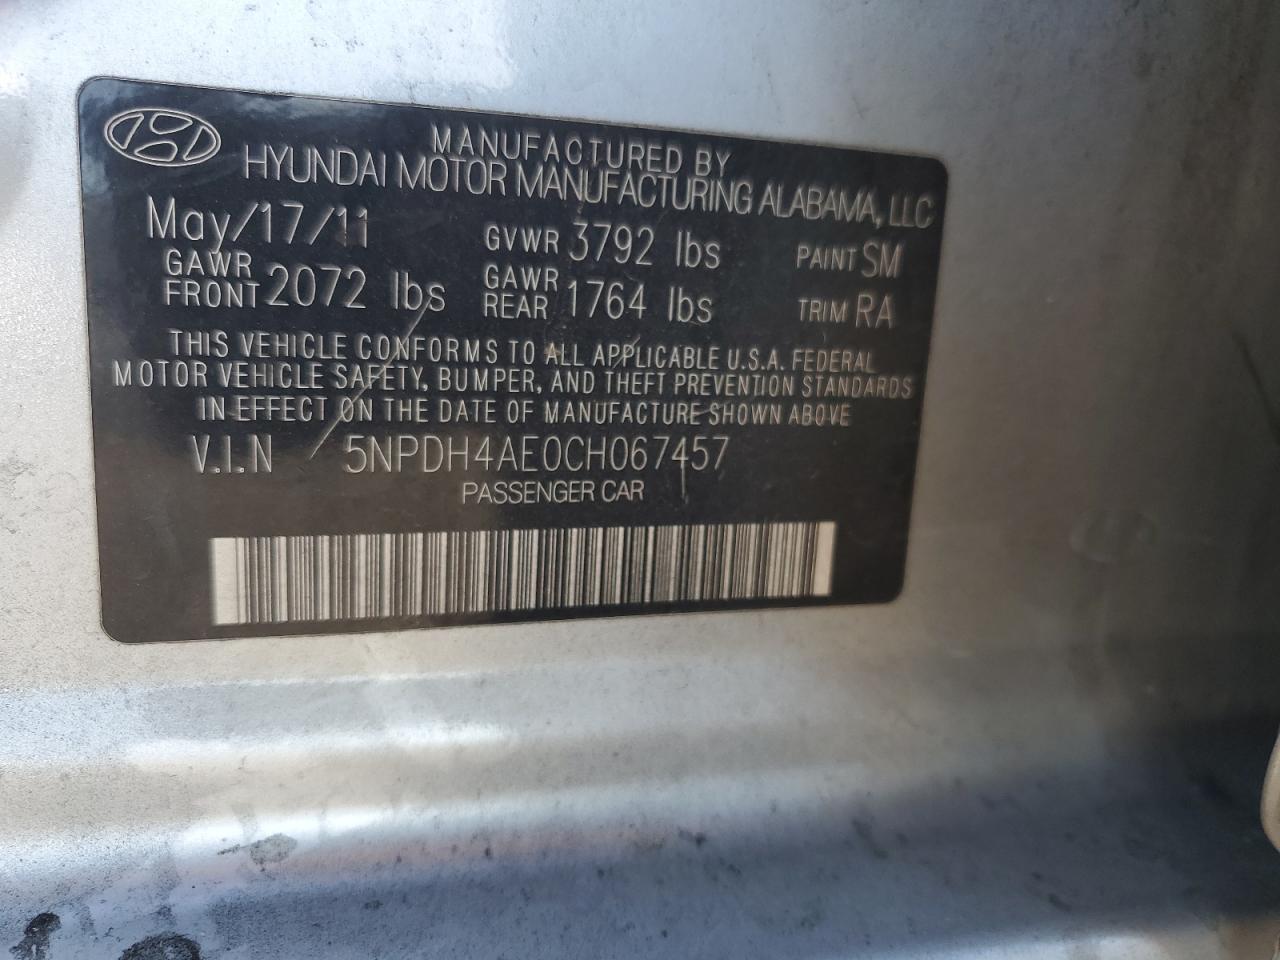 MANUFACTURED BY
HYUNDAI MOTOR MANUFACTURING ALABAMA, LLC
May/17/11 GVWR 3792 lbs PAINT SM
GAWR FRONT 2072 lbs GAWR REAR 1764 lbs TRIM RA
THIS VEHICLE CONFORMS TO ALL APPLICABLE U.S.A. FEDERAL
MOTOR VEHICLE SAFETY, BUMPER, AND THEFT PREVENTION STANDARDS
IN EFFECT ON THE DATE OF MANUFACTURE SHOWN ABOVE
V.I.N 5NPDH4AE0CH067457
PASSENGER CAR